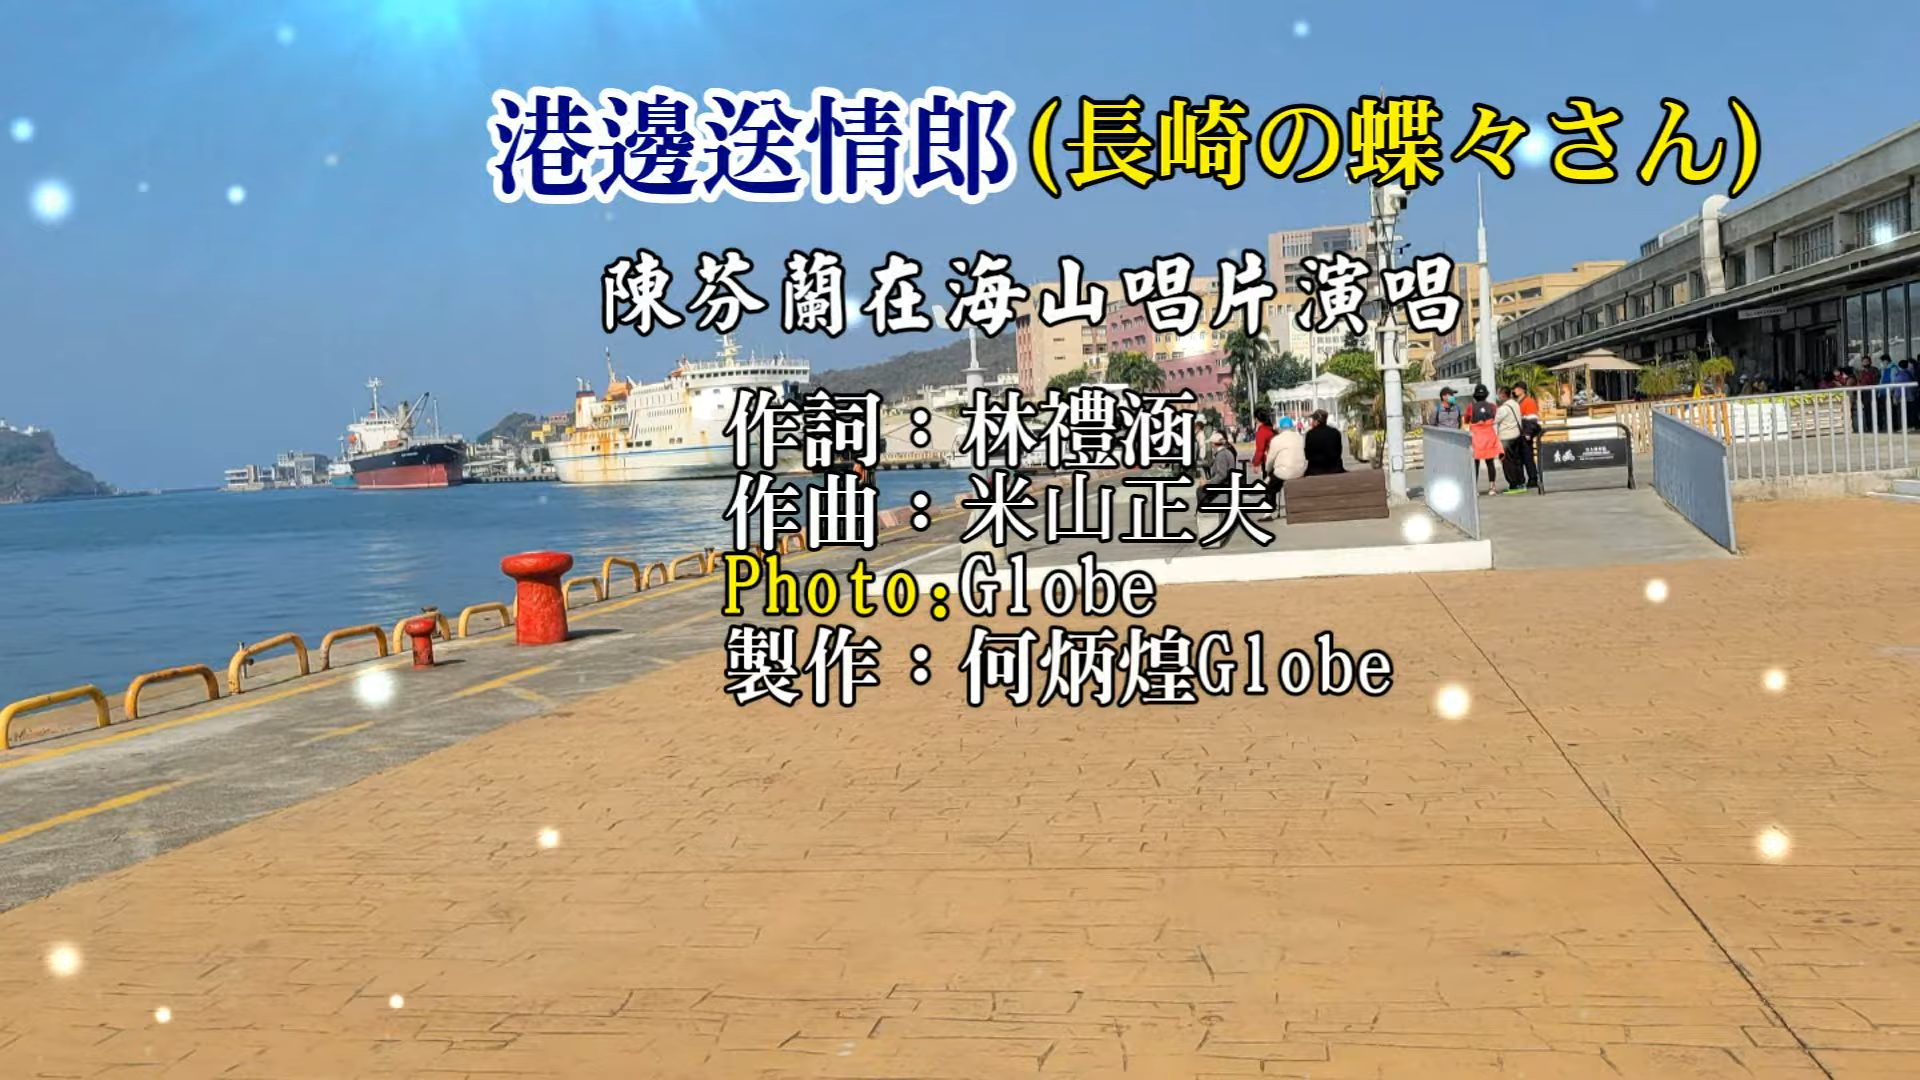 港邊送情郎(長崎の蝶々さん)
陳芬蘭在海山唱片演唱
作詞：林禮涵
作曲：米山正夫
Photo:Globe
製作：何炳煌Globe